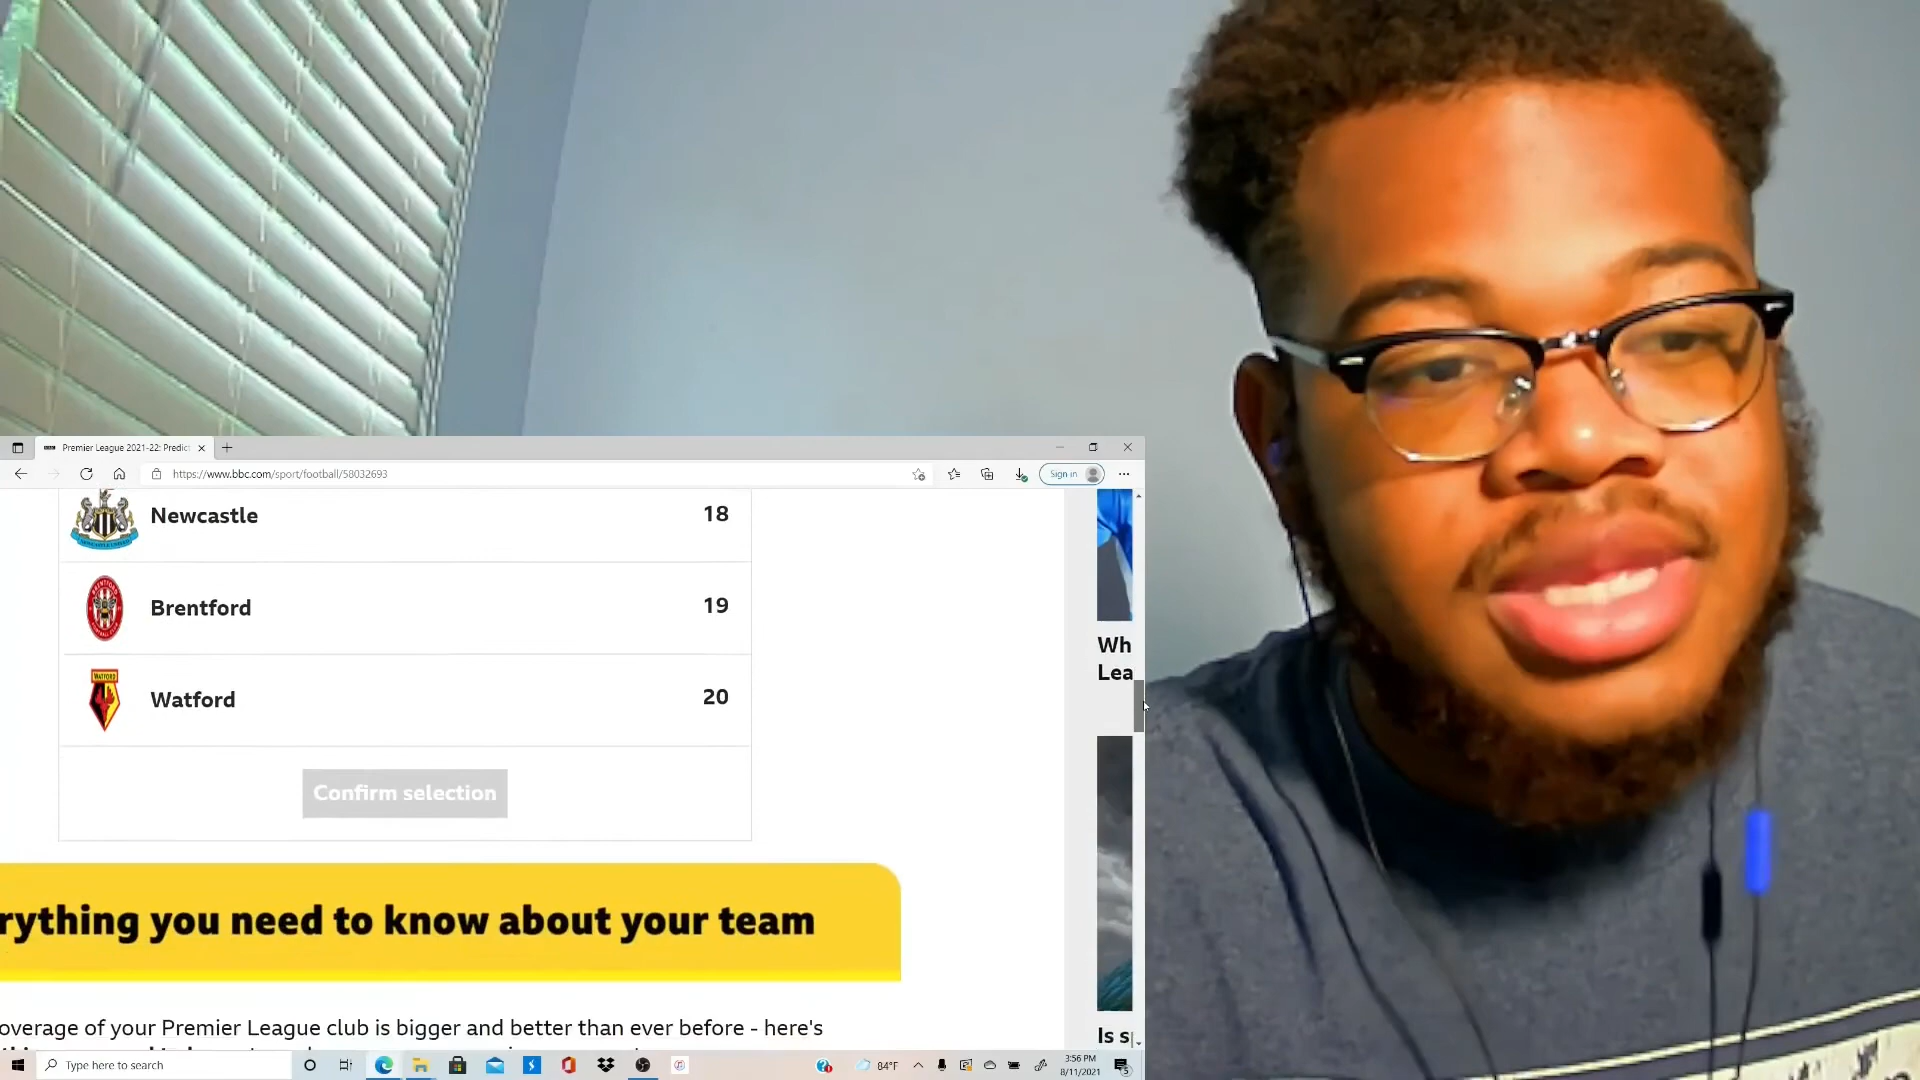 Premier League 2021-22: Predict
https://www.bbc.com/sport/football/58032693
Sign in
Newcastle 18
Brentford 19
WATFORD
Watford 20
Confirm selection
rything you need to know about your team
overage of your Premier League club is bigger and better than ever before - here's
Wh
Lea
Is s
Type here to search
84°F
3:56 PM
8/11/2021